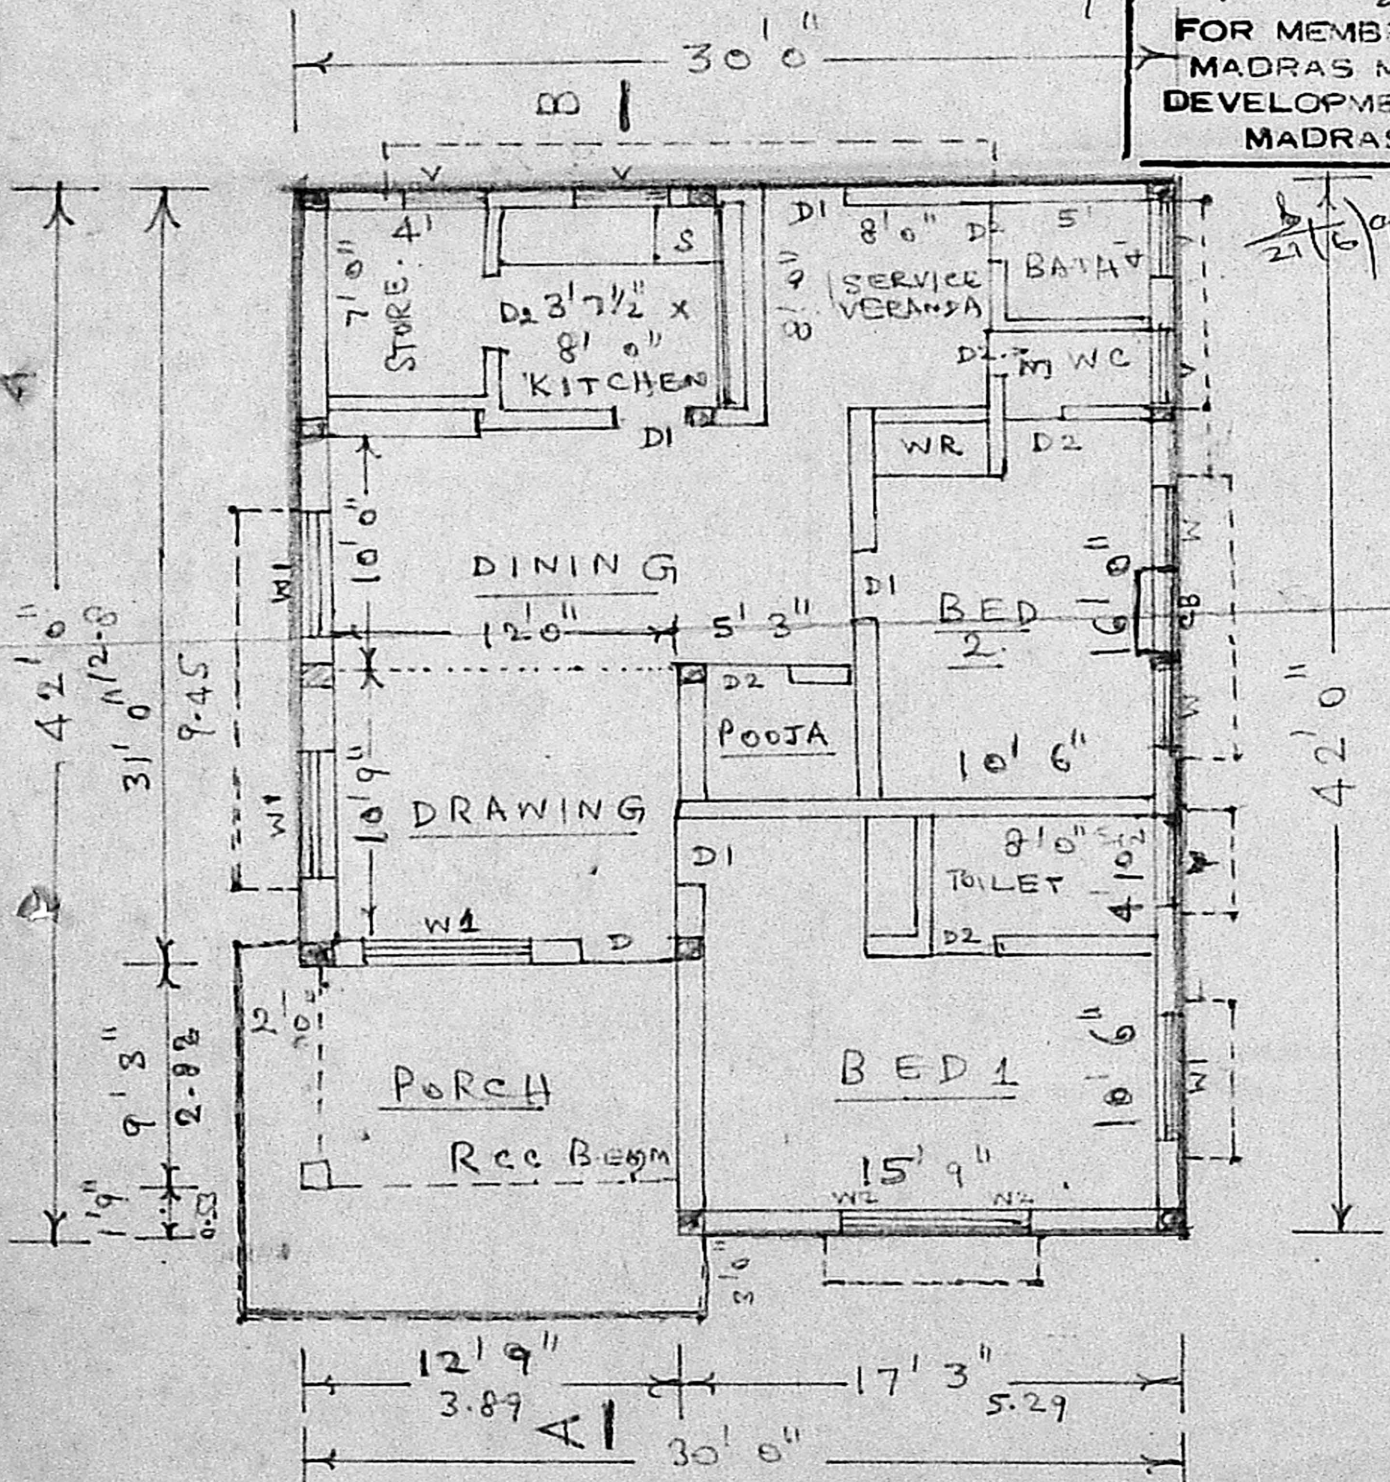 FOR MEMB
MADRAS M
DEVELOPME
MADRAS
30' 0"
B
V
V
D1
8' 0"
D2
5'
4'
7' 0"
STORE
S
D2 3' 7½" x
8' 0"
KITCHEN
SERVICE
VERANDA
BATH
D2
WC
V
D1
WR
D2
10' 0"
W1
DINING
12' 0"
5' 3"
D1
BED
2.
16' 0"
W
CB
W
42' 0"
31' 0"
9.45
D2
POOJA
10' 6"
42' 0"
W1
10' 9"
DRAWING
D1
8' 0"
TOILET
W1
D
D2
2' 0"
PORCH
BED 1
10' 6"
W1
9' 3"
2.82
RCC BEAM
15' 9"
W2
W2
1' 9"
0.53
3' 0"
12' 9"
3.89
17' 3"
5.29
A
30' 0"